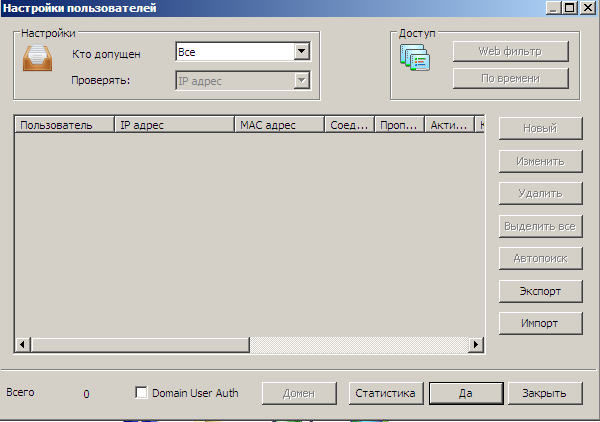 Настройки пользователей
Настройки
Кто допущен
Все
Проверять:
IP адрес
Доступ
Web фильтр
По времени
Пользователь IP адрес MAC адрес Соед... Проп... Акти...
Новый
Изменить
Удалить
Выделить все
Автопоиск
Экспорт
Импорт
Всего 0 Domain User Auth Домен Статистика Да Закрыть